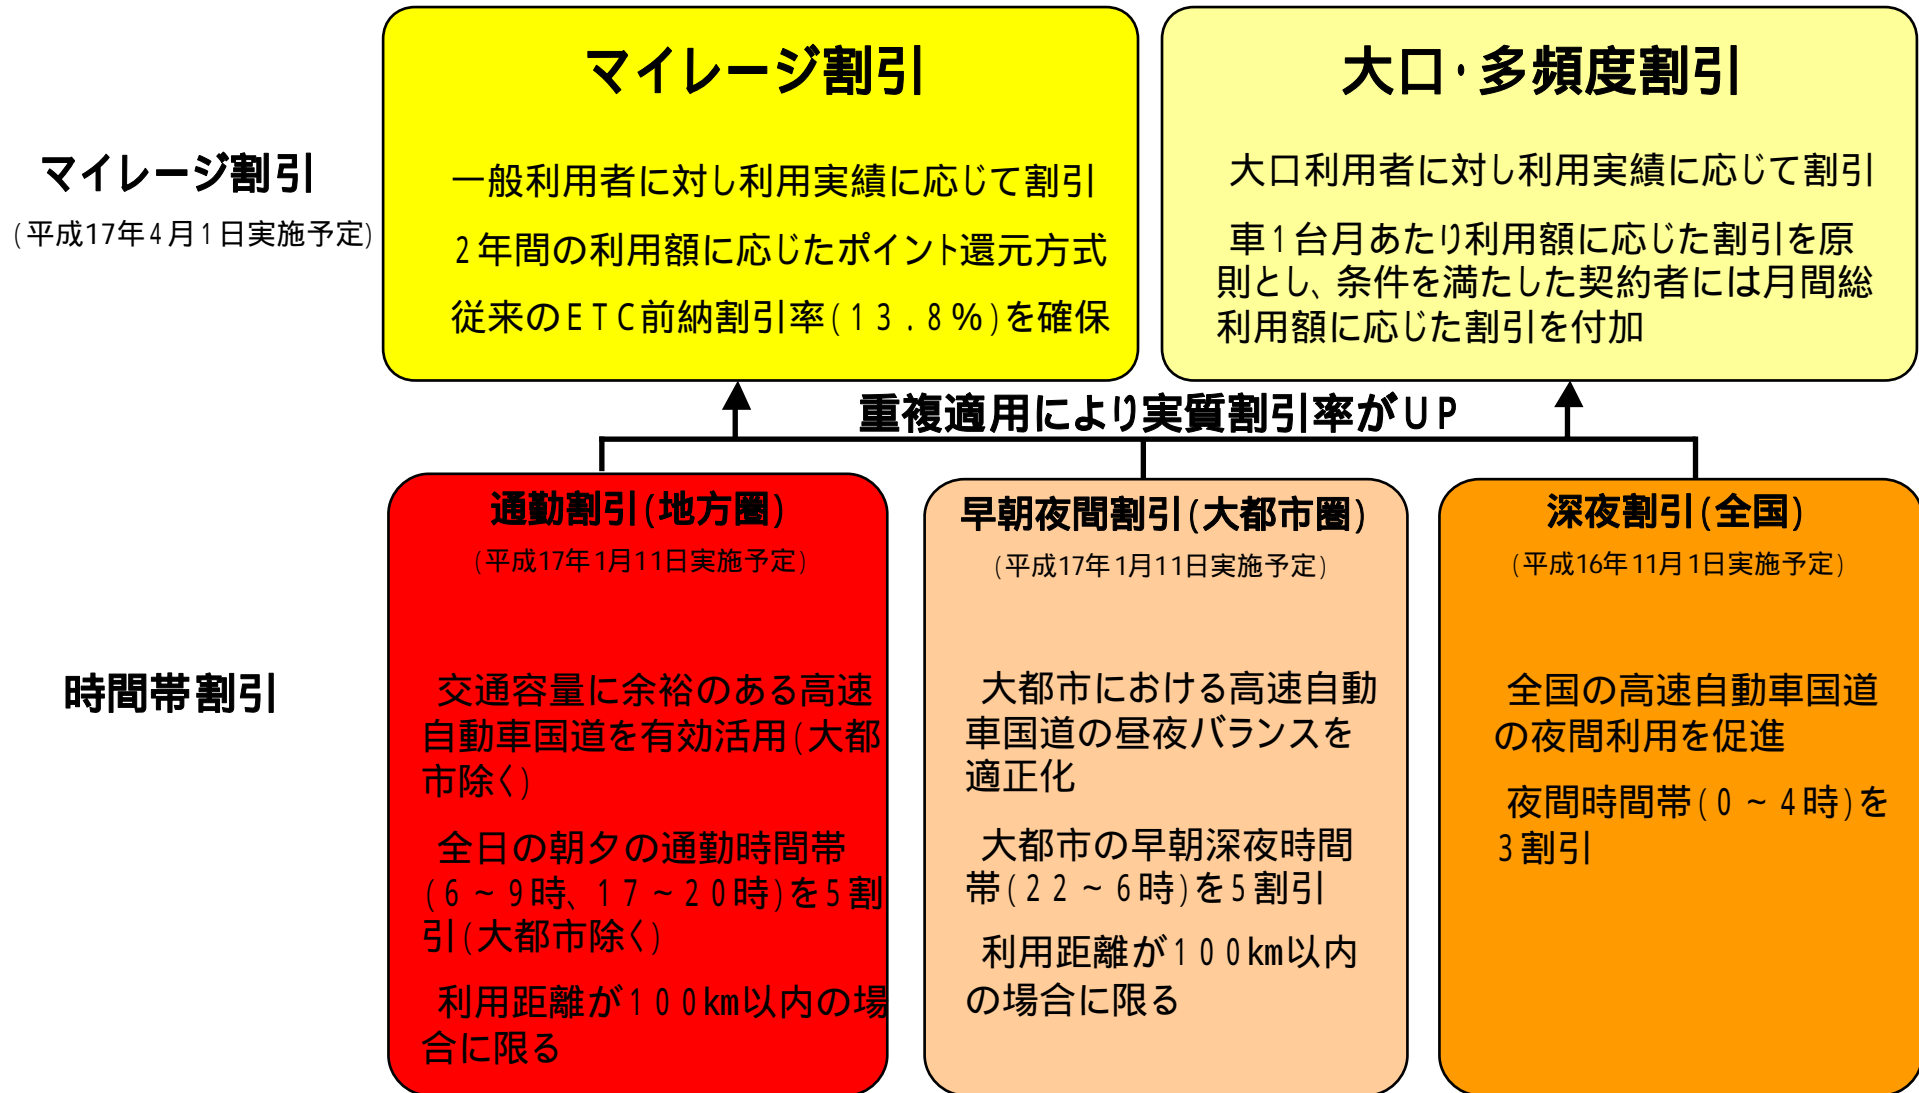 マイレージ割引
(平成17年4月1日実施予定)
マイレージ割引
一般利用者に対し利用実績に応じて割引
2年間の利用額に応じたポイント還元方式
従来のETC前納割引率(13.8%)を確保
大口・多頻度割引
大口利用者に対し利用実績に応じて割引
車1台月あたり利用額に応じた割引を原
則とし、条件を満たした契約者には月間総
利用額に応じた割引を付加
重複適用により実質割引率がUP
時間帯割引
通勤割引(地方圏)
(平成17年1月11日実施予定)
交通容量に余裕のある高速
自動車国道を有効活用(大都
市除く)
全日の朝夕の通勤時間帯
(6~9時、17~20時)を5割
引(大都市除く)
利用距離が100km以内の場
合に限る
早朝夜間割引(大都市圏)
(平成17年1月11日実施予定)
大都市における高速自動
車国道の昼夜バランスを
適正化
大都市の早朝深夜時間
帯(22~6時)を5割引
利用距離が100km以内
の場合に限る
深夜割引(全国)
(平成16年11月1日実施予定)
全国の高速自動車国道
の夜間利用を促進
夜間時間帯(0~4時)を
3割引